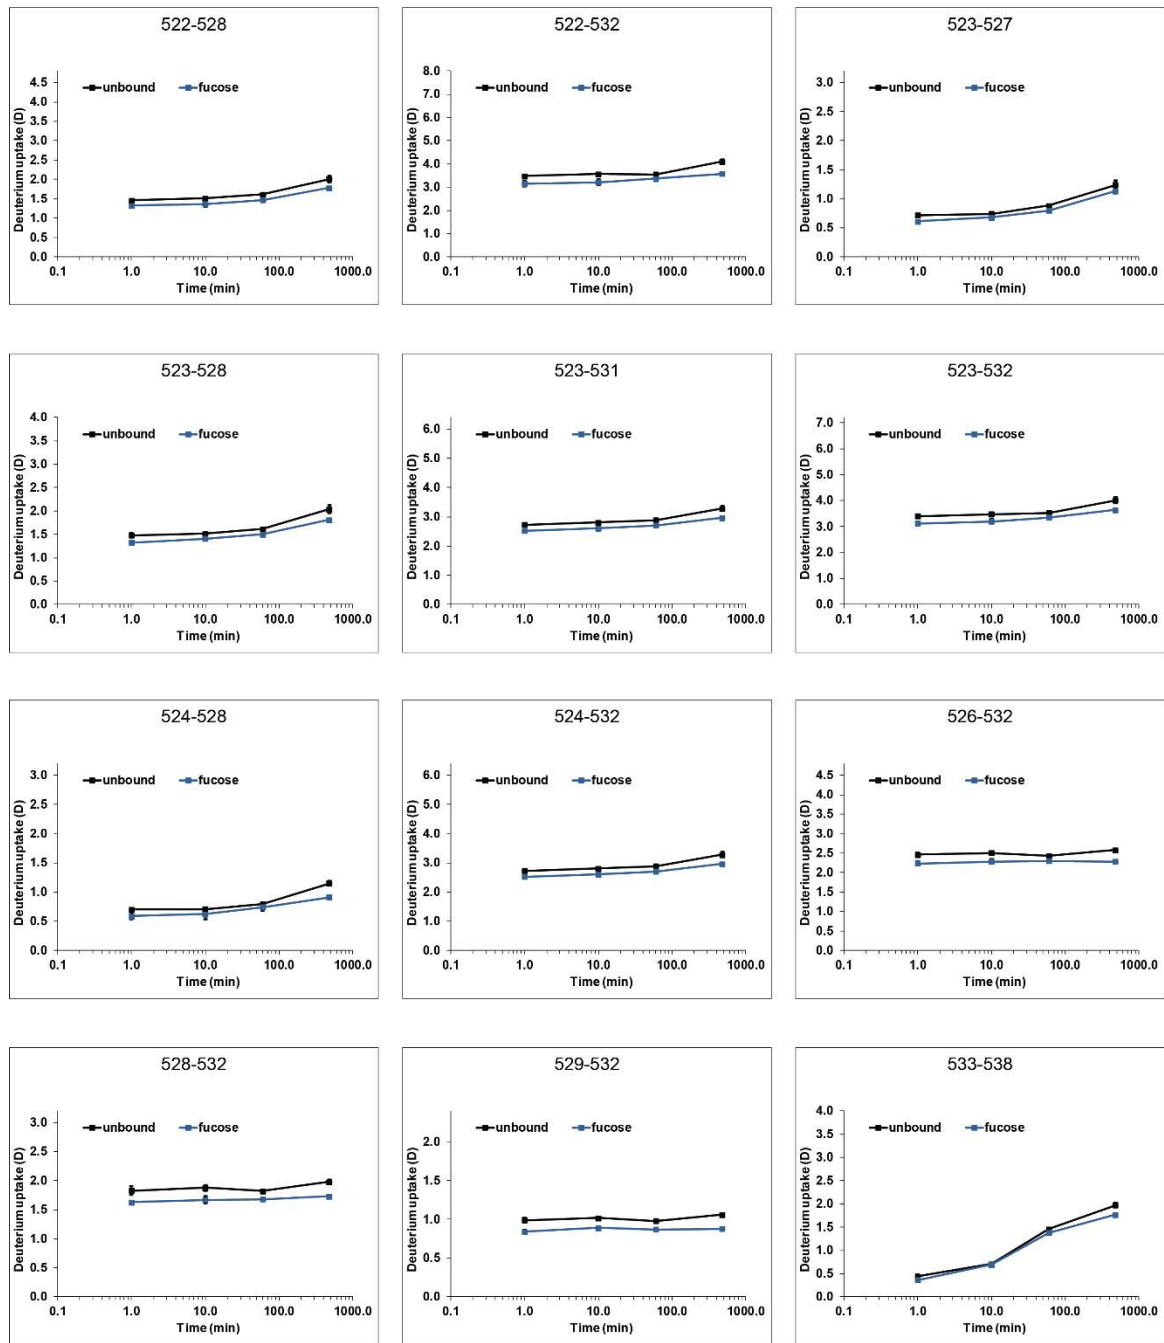 522-528
Deuterium uptake (D)
4.5
4.0
3.5
3.0
2.5
2.0
1.5
1.0
0.5
0.0
unbound fucose
0.1 1.0 10.0 100.0 1000.0
Time (min)
522-532
Deuterium uptake (D)
8.0
7.0
6.0
5.0
4.0
3.0
2.0
1.0
0.0
unbound fucose
0.1 1.0 10.0 100.0 1000.0
Time (min)
523-527
Deuterium uptake (D)
3.0
2.5
2.0
1.5
1.0
0.5
0.0
unbound fucose
0.1 1.0 10.0 100.0 1000.0
Time (min)
523-528
Deuterium uptake (D)
4.0
3.5
3.0
2.5
2.0
1.5
1.0
0.5
0.0
unbound fucose
0.1 1.0 10.0 100.0 1000.0
Time (min)
523-531
Deuterium uptake (D)
6.0
5.0
4.0
3.0
2.0
1.0
0.0
unbound fucose
0.1 1.0 10.0 100.0 1000.0
Time (min)
523-532
Deuterium uptake (D)
7.0
6.0
5.0
4.0
3.0
2.0
1.0
0.0
unbound fucose
0.1 1.0 10.0 100.0 1000.0
Time (min)
524-528
Deuterium uptake (D)
3.0
2.5
2.0
1.5
1.0
0.5
0.0
unbound fucose
0.1 1.0 10.0 100.0 1000.0
Time (min)
524-532
Deuterium uptake (D)
6.0
5.0
4.0
3.0
2.0
1.0
0.0
unbound fucose
0.1 1.0 10.0 100.0 1000.0
Time (min)
526-532
Deuterium uptake (D)
4.5
4.0
3.5
3.0
2.5
2.0
1.5
1.0
0.5
0.0
unbound fucose
0.1 1.0 10.0 100.0 1000.0
Time (min)
528-532
Deuterium uptake (D)
3.0
2.5
2.0
1.5
1.0
0.5
0.0
unbound fucose
0.1 1.0 10.0 100.0 1000.0
Time (min)
529-532
Deuterium uptake (D)
2.0
1.5
1.0
0.5
0.0
unbound fucose
0.1 1.0 10.0 100.0 1000.0
Time (min)
533-538
Deuterium uptake (D)
4.0
3.5
3.0
2.5
2.0
1.5
1.0
0.5
0.0
unbound fucose
0.1 1.0 10.0 100.0 1000.0
Time (min)